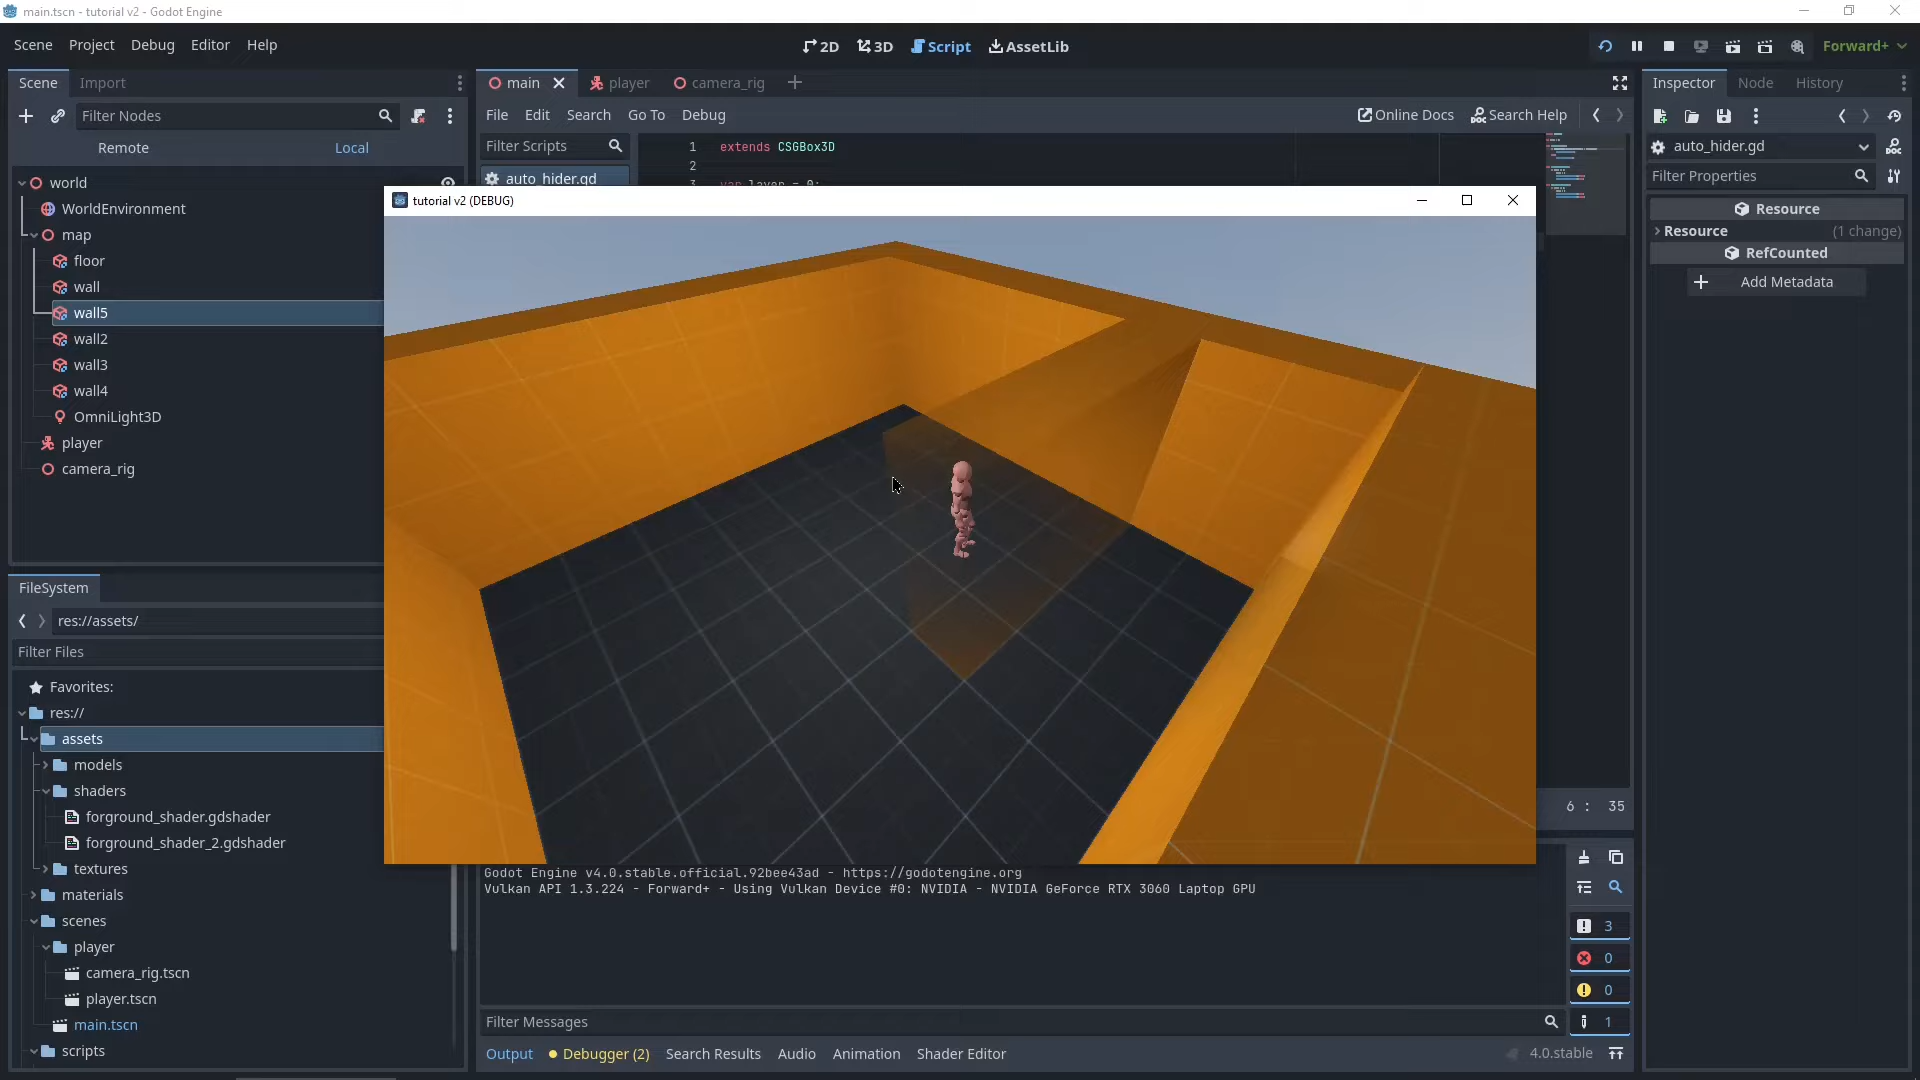 main.tscn - tutorial v2 - Godot Engine
Scene Project Debug Editor Help
2D 3D Script AssetLib
Forward+
Scene Import
main player camera_rig
Inspector Node History
Filter Nodes
File Edit Search Go To Debug
Online Docs Search Help
Remote Local
Filter Scripts
1 extends CSGBox3D
2
auto_hider.gd
3 var layer = 0:
auto_hider.gd
Filter Properties
Resource
Resource (1 change)
RefCounted
Add Metadata
world
WorldEnvironment
map
floor
wall
wall5
wall2
wall3
wall4
OmniLight3D
player
camera_rig
tutorial v2 (DEBUG)
FileSystem
res://assets/
Filter Files
Favorites:
res://
assets
models
shaders
forground_shader.gdshader
forground_shader_2.gdshader
textures
materials
scenes
player
camera_rig.tscn
player.tscn
main.tscn
scripts
6 : 35
Godot Engine v4.0.stable.official.92bee43ad - https://godotengine.org
Vulkan API 1.3.224 - Forward+ - Using Vulkan Device #0: NVIDIA - NVIDIA GeForce RTX 3060 Laptop GPU
3
0
0
1
Filter Messages
Output Debugger (2) Search Results Audio Animation Shader Editor
4.0.stable